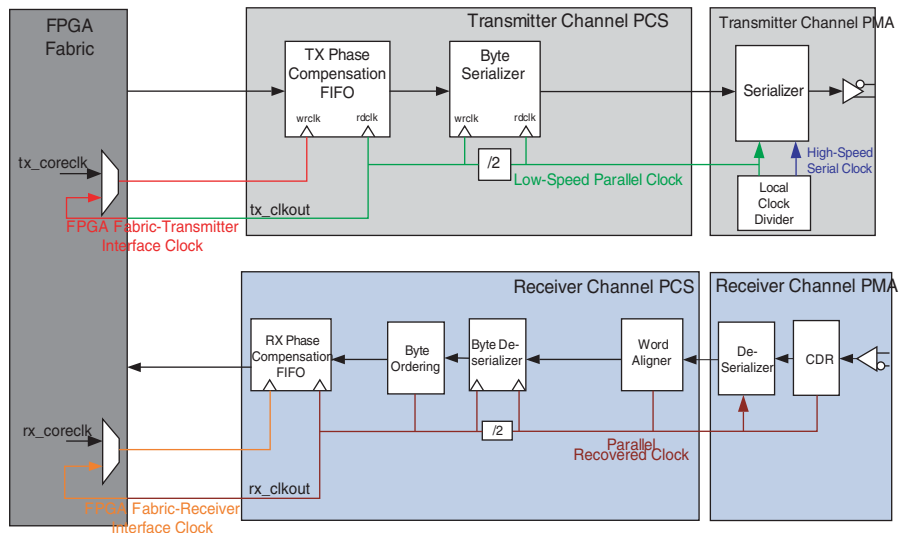 FPGA
Fabric
Transmitter Channel PCS
Transmitter Channel PMA
TX Phase
Compensation
FIFO
wrclk
rdclk
Byte
Serializer
wrclk
rdclk
/2
Low-Speed Parallel Clock
Serializer
High-Speed
Serial Clock
Local
Clock
Divider
tx_coreclk
tx_clkout
FPGA Fabric-Transmitter
Interface Clock
Receiver Channel PCS
Receiver Channel PMA
RX Phase
Compensation
FIFO
Byte
Ordering
Byte De-
serializer
Word
Aligner
De-
Serializer
CDR
/2
Parallel
Recovered Clock
rx_coreclk
rx_clkout
FPGA Fabric-Receiver
Interface Clock